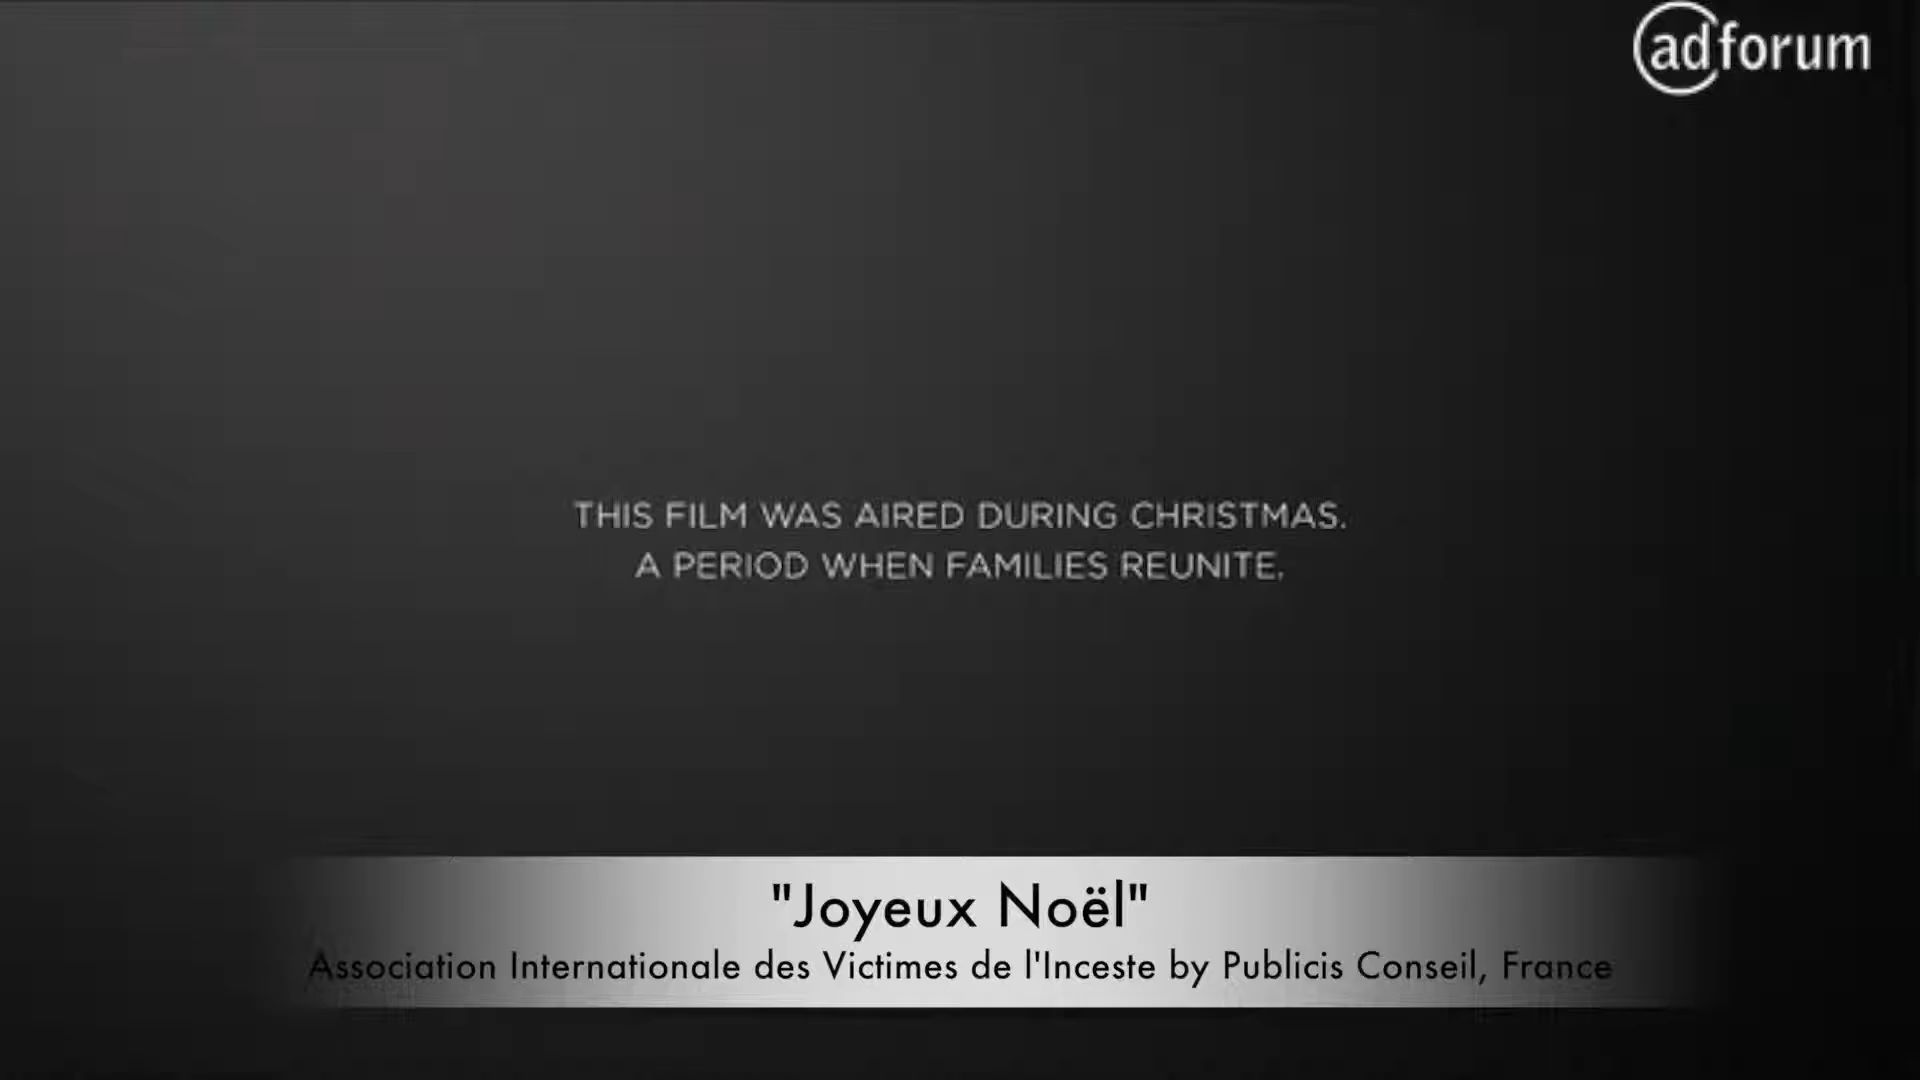 adforum
THIS FILM WAS AIRED DURING CHRISTMAS.
A PERIOD WHEN FAMILIES REUNITE.
"Joyeux Noël"
Association Internationale des Victimes de l'Inceste by Publicis Conseil, France